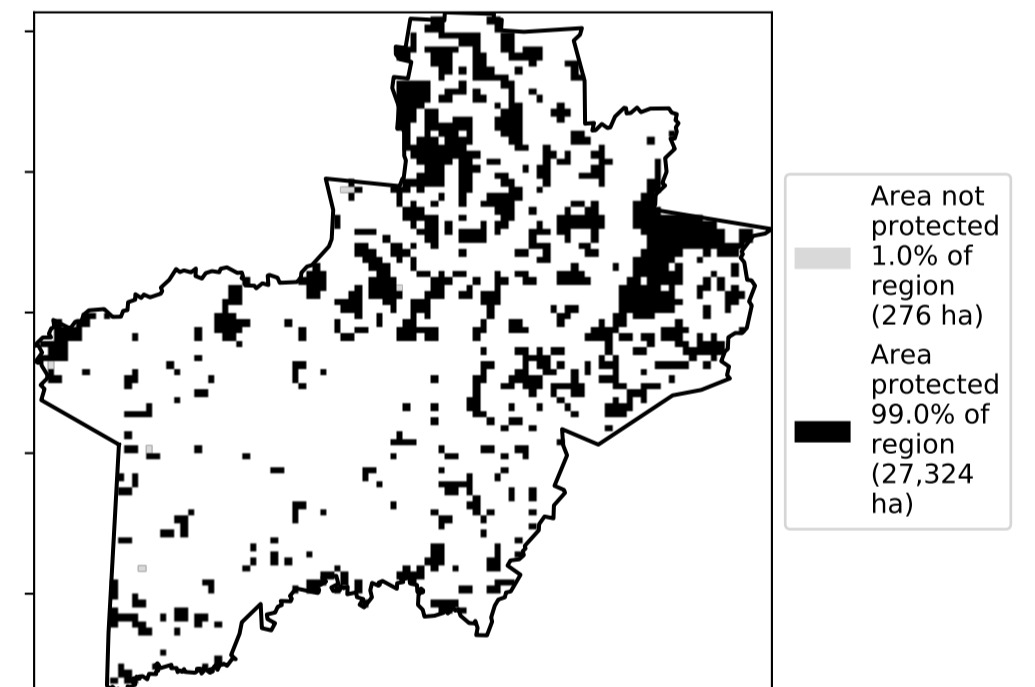 Area not
protected
1.0% of
region
(276 ha)
Area
protected
99.0% of
region
(27,324
ha)